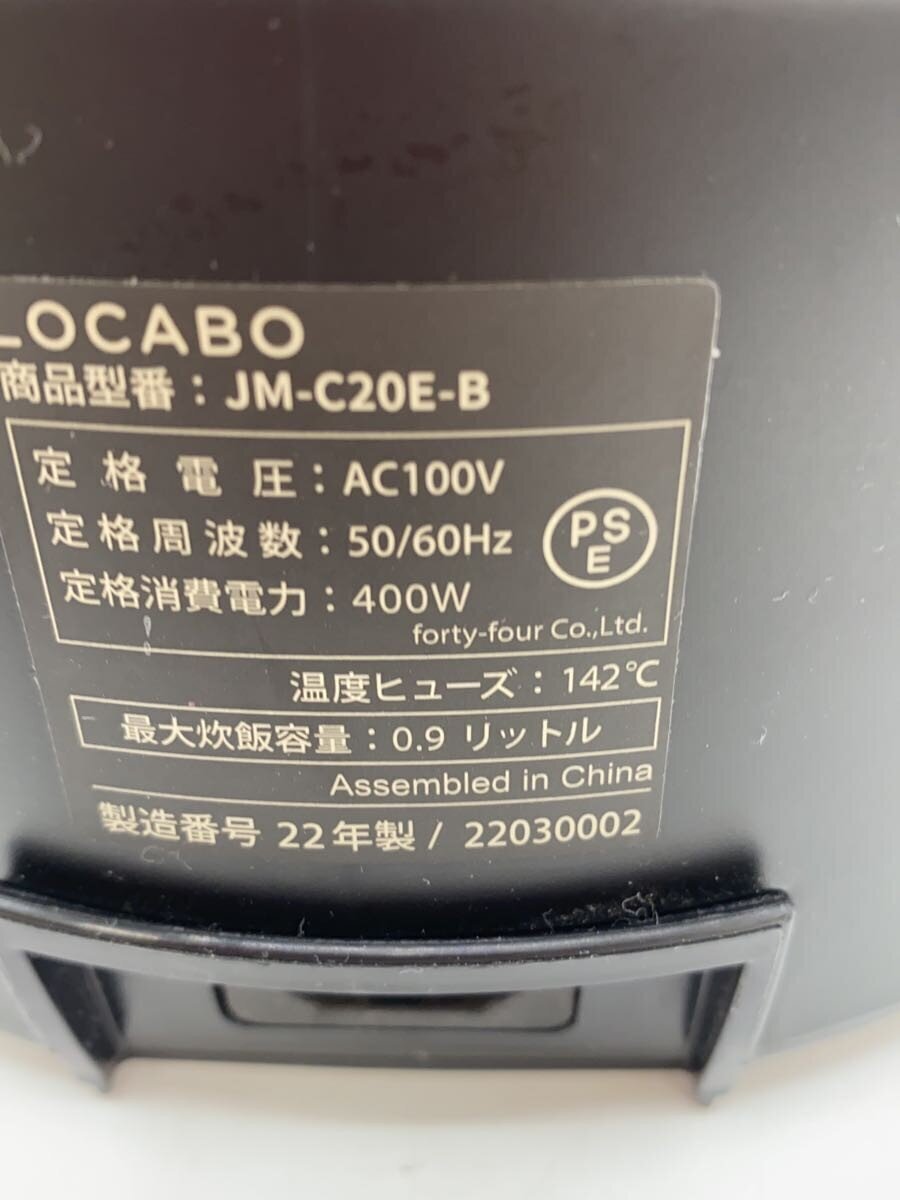 LOCABO
商品型番：JM-C20E-B
定格電圧：AC100V
定格周波数：50/60Hz
定格消費電力：400W
PSE
forty-four Co.,Ltd.
温度ヒューズ：142℃
最大炊飯容量：0.9 リットル
Assembled in China
製造番号 22年製 / 22030002